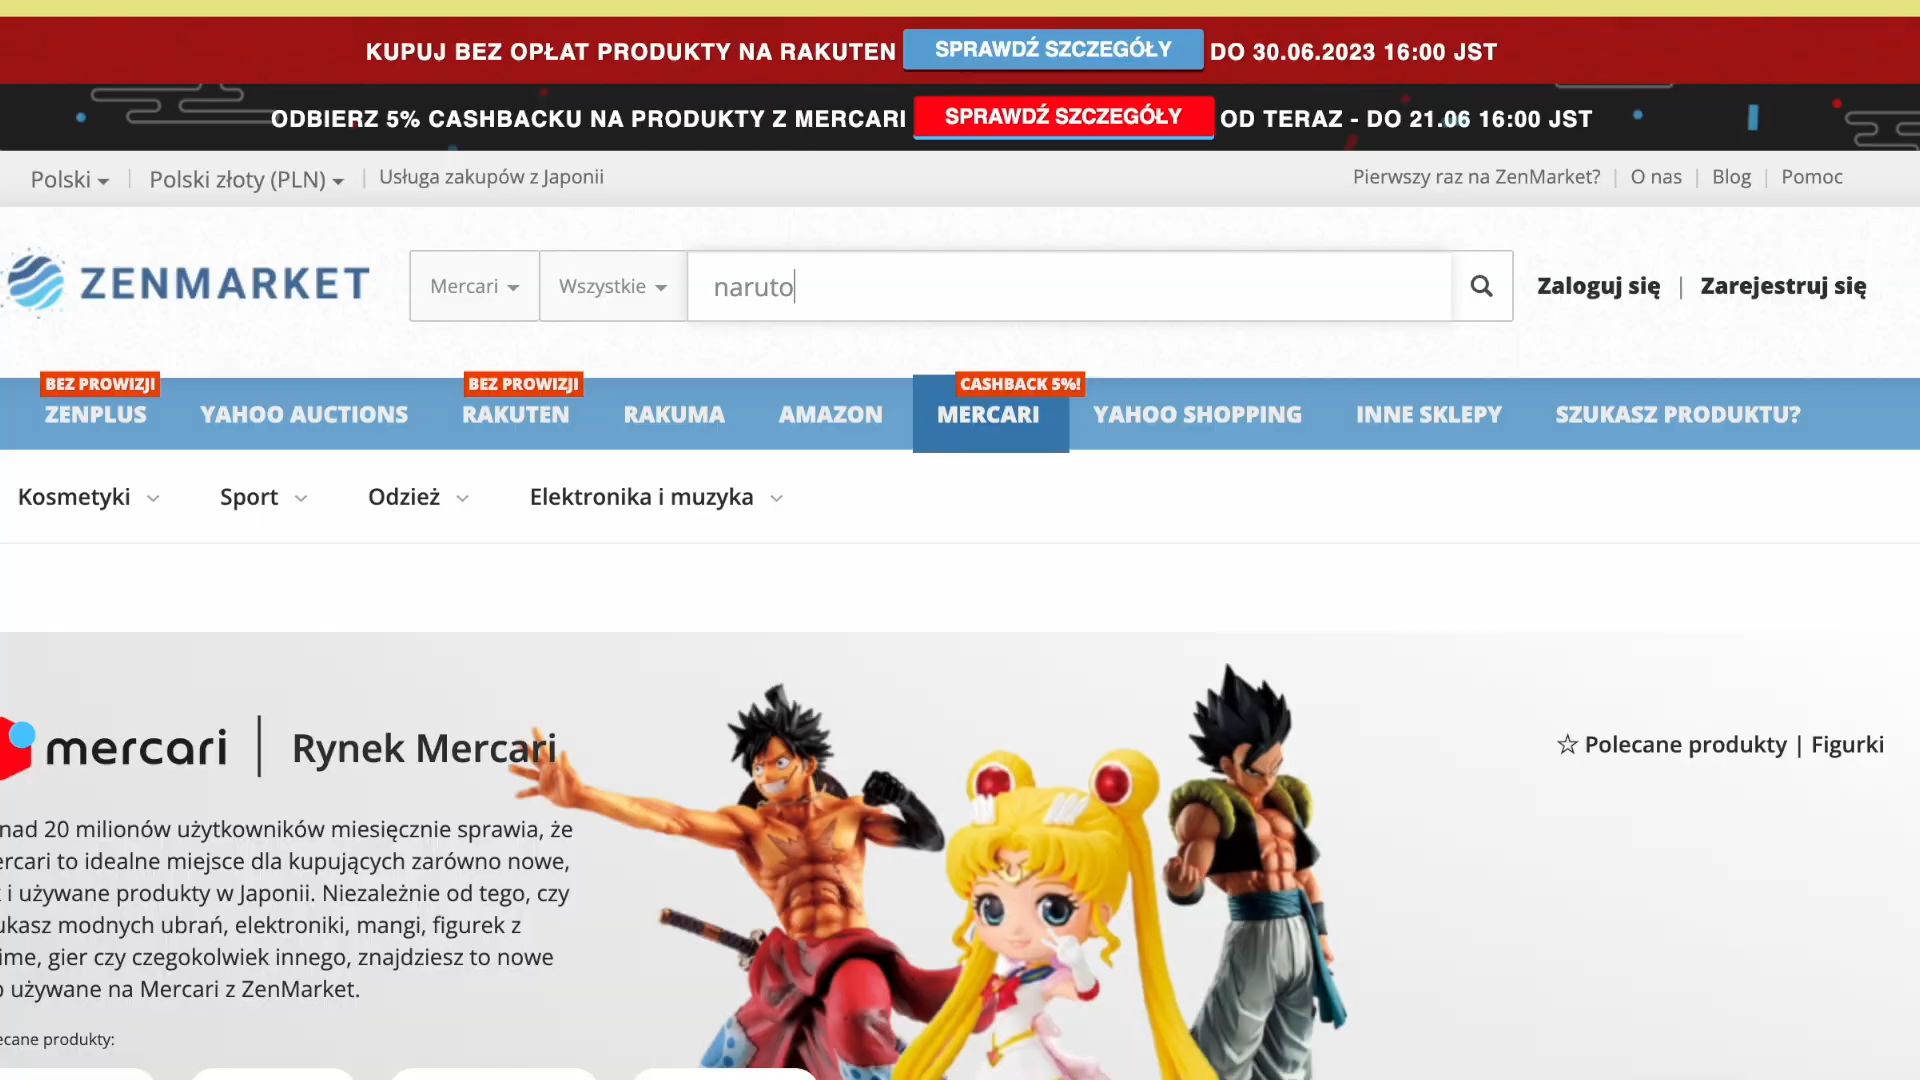 KUPUJ BEZ OPŁAT PRODUKTY NA RAKUTEN SPRAWDŹ SZCZEGÓŁY DO 30.06.2023 16:00 JST
ODBIERZ 5% CASHBACKU NA PRODUKTY Z MERCARI SPRAWDŹ SZCZEGÓŁY OD TERAZ - DO 21.06 16:00 JST
Polski | Polski złoty (PLN) | Usługa zakupów z Japonii Pierwszy raz na ZenMarket? | O nas | Blog | Pomoc
ZENMARKET Mercari Wszystkie naruto Zaloguj się | Zarejestruj się
BEZ PROWIZJI BEZ PROWIZJI CASHBACK 5%!
ZENPLUS YAHOO AUCTIONS RAKUTEN RAKUMA AMAZON MERCARI YAHOO SHOPPING INNE SKLEPY SZUKASZ PRODUKTU?
Kosmetyki Sport Odzież Elektronika i muzyka
mercari | Rynek Mercari ☆ Polecane produkty | Figurki
nad 20 milionów użytkowników miesięcznie sprawia, że
ercari to idealne miejsce dla kupujących zarówno nowe,
i używane produkty w Japonii. Niezależnie od tego, czy
ukasz modnych ubrań, elektroniki, mangi, figurek z
ime, gier czy czegokolwiek innego, znajdziesz to nowe
używane na Mercari z ZenMarket.
ecane produkty: